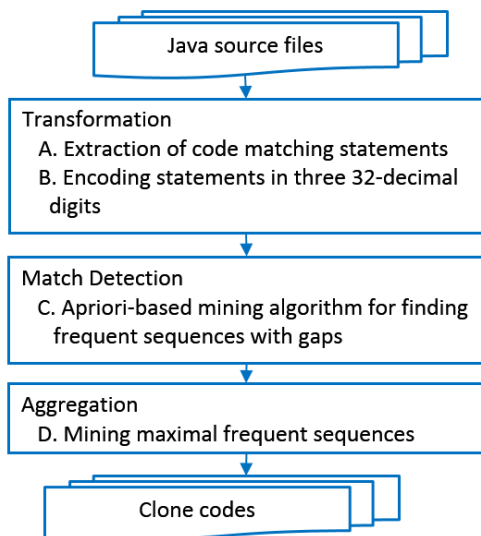 Java source files
Transformation
A. Extraction of code matching statements
B. Encoding statements in three 32-decimal
digits
Match Detection
C. Apriori-based mining algorithm for finding
frequent sequences with gaps
Aggregation
D. Mining maximal frequent sequences
Clone codes